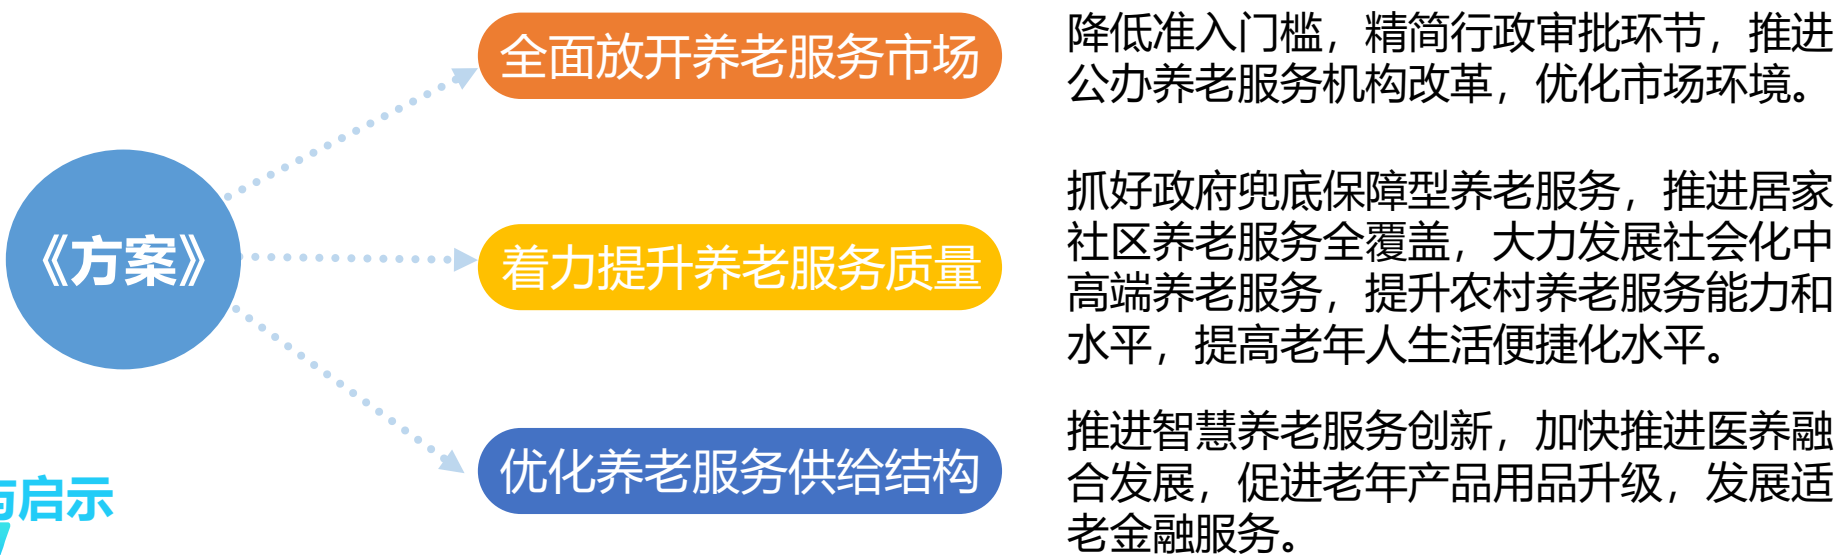 全面放开养老服务市场
降低准入门槛，精简行政审批环节，推进
公办养老服务机构改革，优化市场环境。
《方案》
着力提升养老服务质量
抓好政府兜底保障型养老服务，推进居家
社区养老服务全覆盖，大力发展社会化中
高端养老服务，提升农村养老服务能力和
水平，提高老年人生活便捷化水平。
优化养老服务供给结构
推进智慧养老服务创新，加快推进医养融
合发展，促进老年产品用品升级，发展适
老金融服务。
与启示